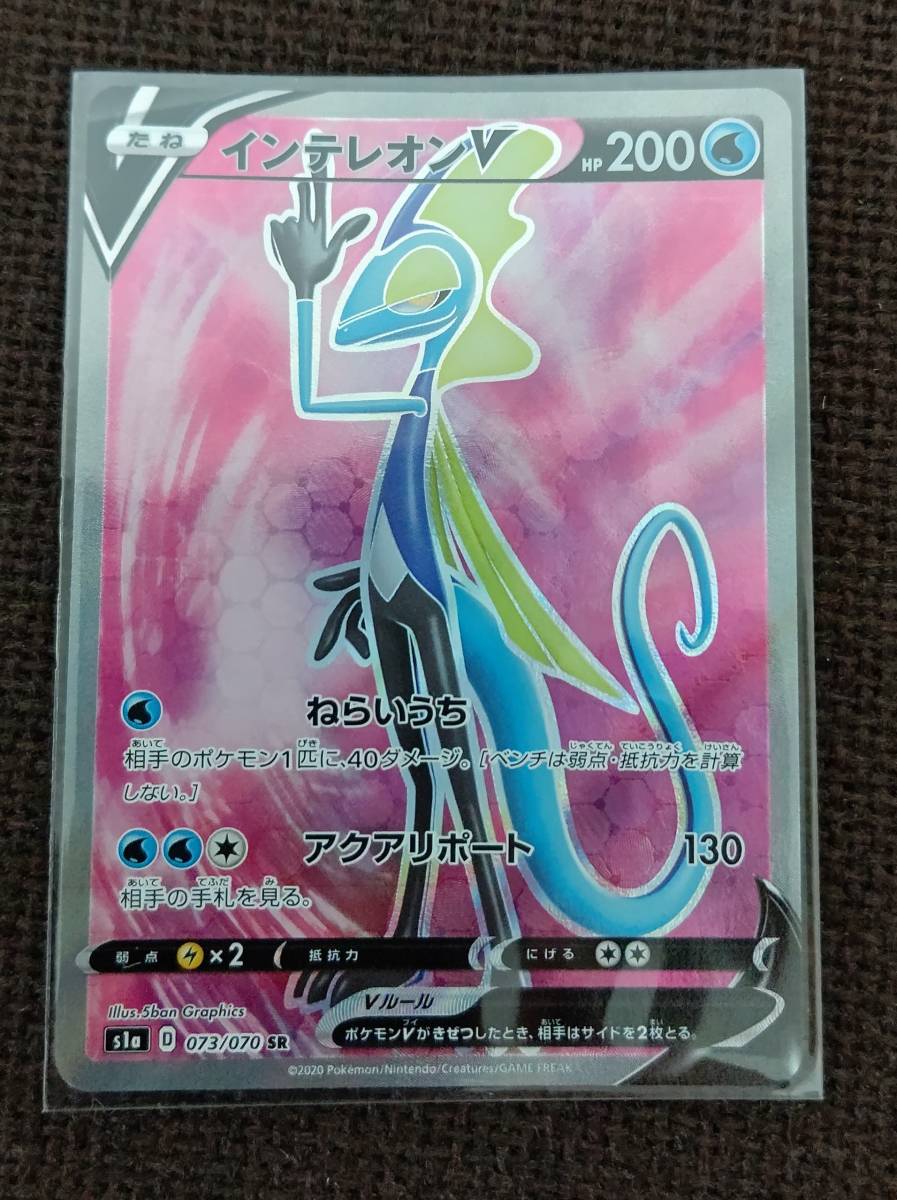 たね
インテレオンV
HP200
ねらいうち
相手のポケモン1匹に、40ダメージ。[ベンチは弱点・抵抗力を計算
しない。]
アクアリポート 130
相手の手札を見る。
弱点 ×2 抵抗力 にげる
Illus.5ban Graphics
Vルール
s1a D 073/070 SR
ポケモンVがきぜつしたとき、相手はサイドを2枚とる。
©2020 Pokémon/Nintendo/Creatures/GAME FREAK